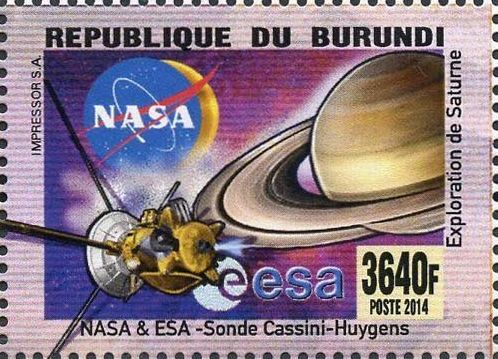 REPUBLIQUE DU BURUNDI
IMPRESSOR S.A.
NASA
Exploration de Saturne
esa
3640F
POSTE 2014
NASA & ESA -Sonde Cassini-Huygens